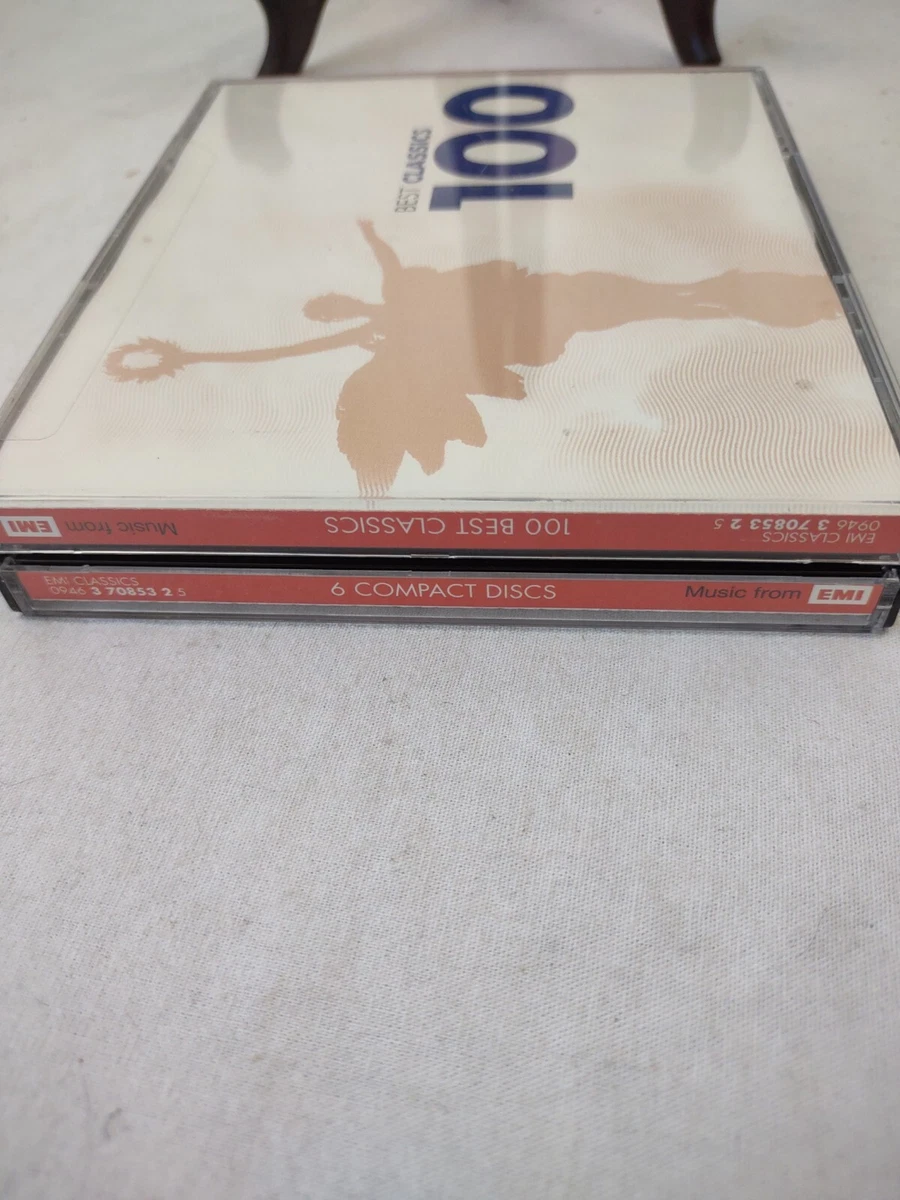 BEST CLASSICS
100
EMI CLASSICS
0946 3 70853 2 5
100 BEST CLASSICS
Music from EMI
EMI CLASSICS
0946 3 70853 2 5
6 COMPACT DISCS
Music from EMI